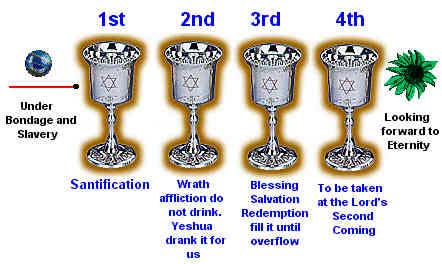 1st
2nd
3rd
4th
Under
Bondage and
Slavery
Looking
forward to
Eternity
Santification
Wrath
affliction do
not drink.
Yeshua
drank it for
us
Blessing
Salvation
Redemption
fill it until
overflow
To be taken
at the Lord's
Second
Coming